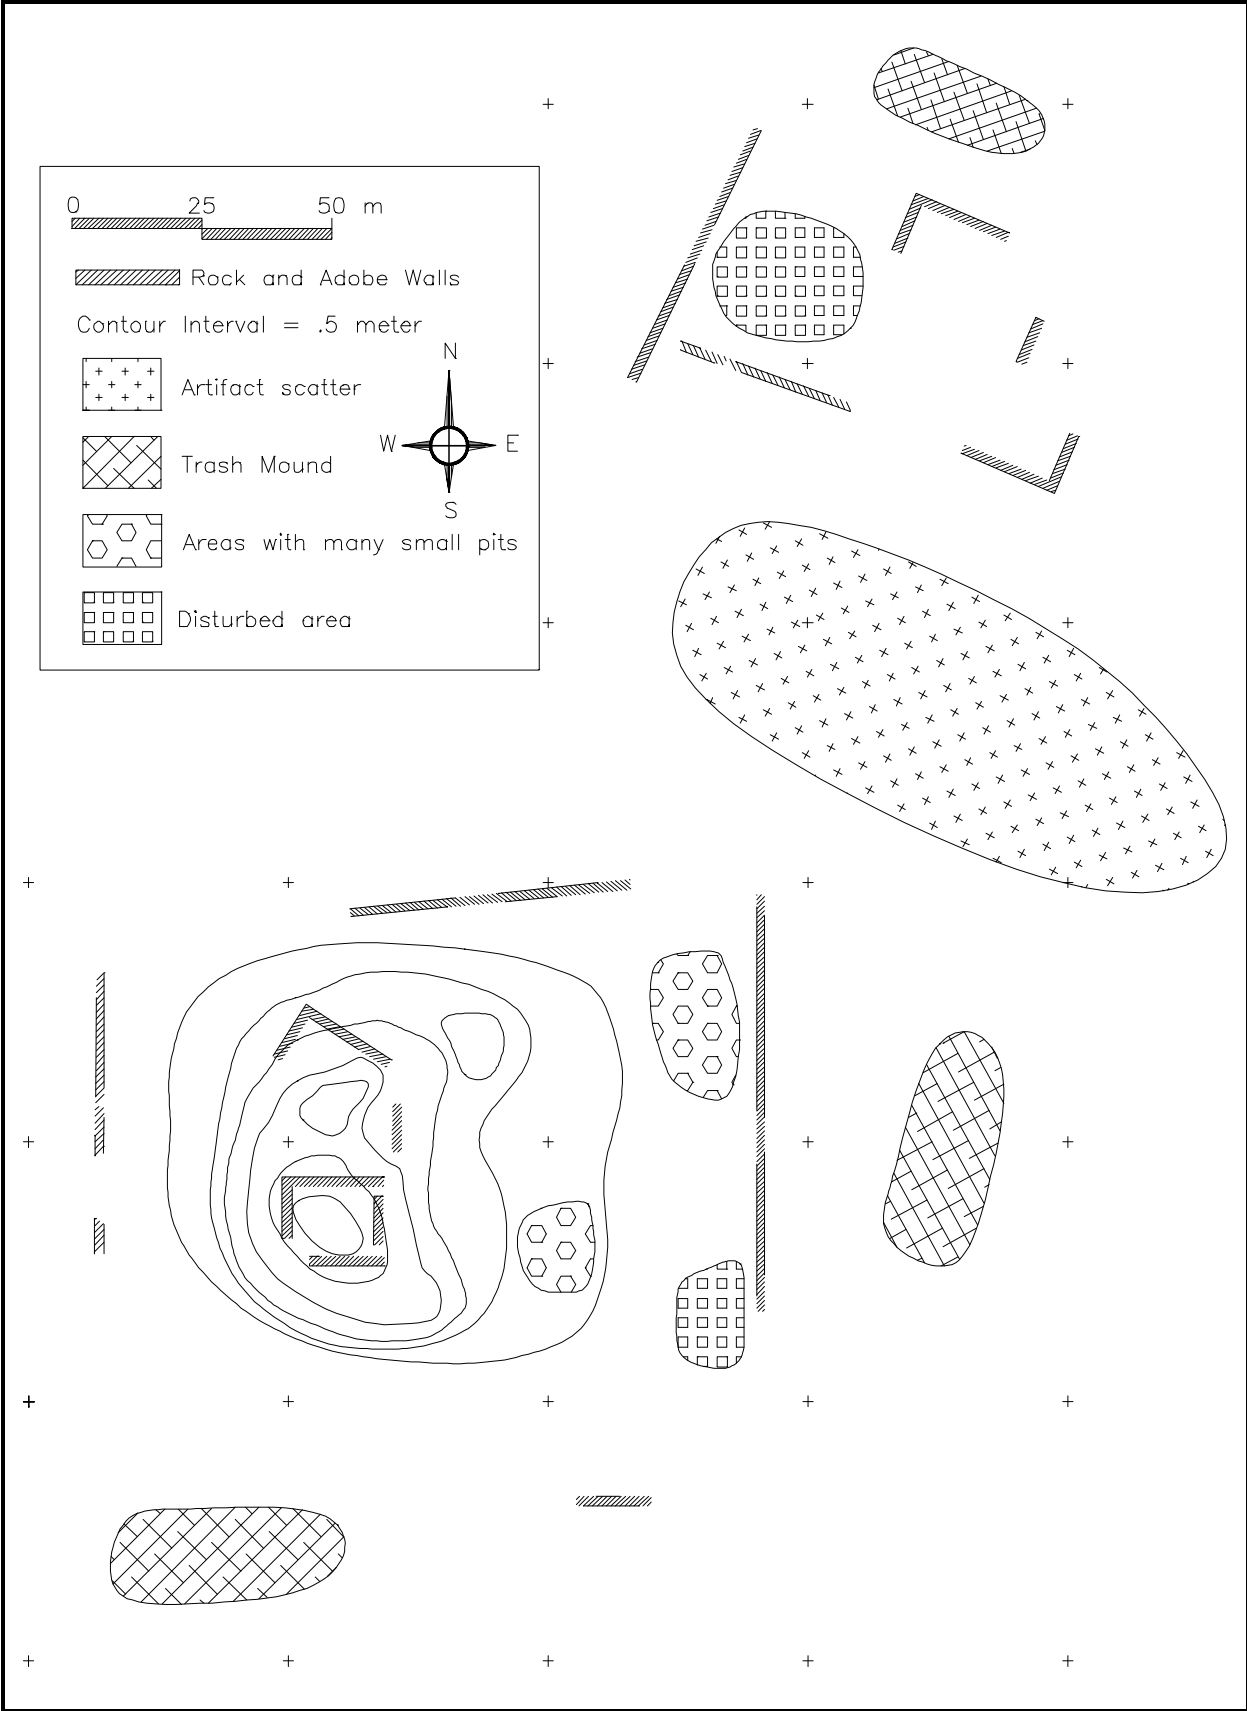 0 25 50 m
Rock and Adobe Walls
Contour Interval = .5 meter
N
Artifact scatter
W E
Trash Mound
S
Areas with many small pits
Disturbed area